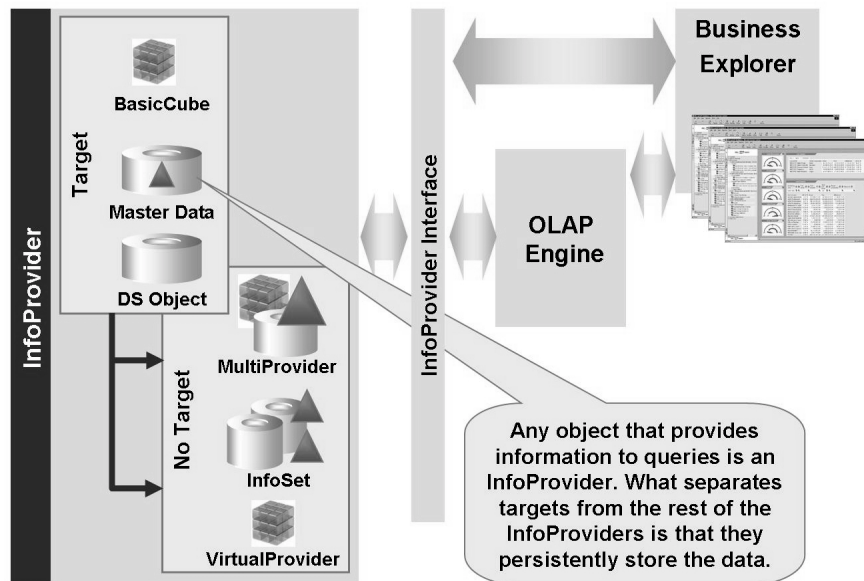 InfoProvider
Target
BasicCube
Master Data
DS Object
No Target
MultiProvider
InfoSet
VirtualProvider
InfoProvider Interface
OLAP
Engine
Business
Explorer
Any object that provides
information to queries is an
InfoProvider. What separates
targets from the rest of the
InfoProviders is that they
persistently store the data.